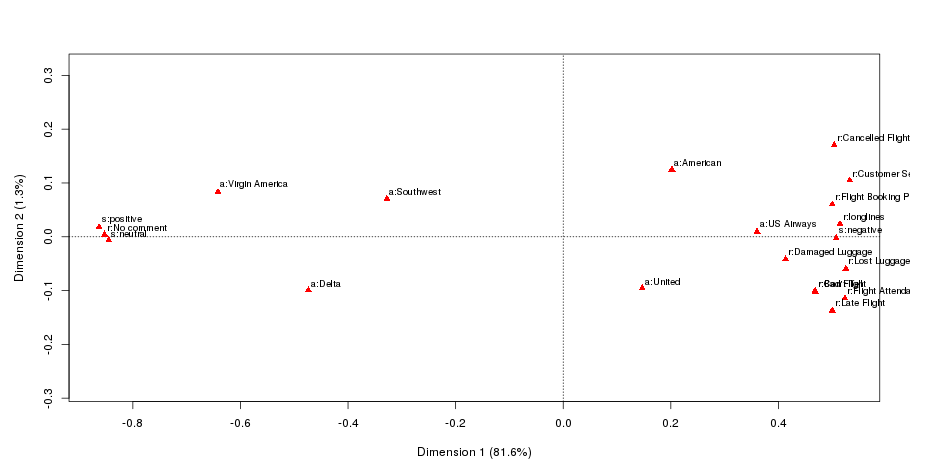 0.3
0.2
0.1
0.0
-0.1
-0.2
-0.3
Dimension 2 (1.3%)
r:Cancelled Flight
a:American
r:Customer Se
a:Virgin America
a:Southwest
r:Flight Booking P
s:positive
r:longlines
a:US Airways
r:No comment
s:neutral
s:negative
r:Damaged Luggage
r:Lost Luggage
a:United
a:Delta
r:Flight Attenda
r:Late Flight
-0.8
-0.6
-0.4
-0.2
0.0
0.2
0.4
Dimension 1 (81.6%)